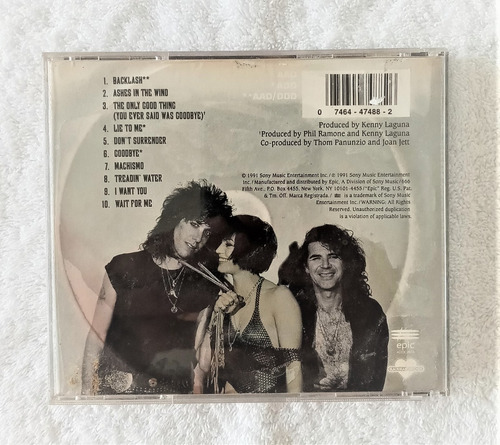 1. BACKLASH**
2. ASHES IN THE WIND
3. THE ONLY GOOD THING
(YOU EVER SAID WAS GOODBYE)'
4. LIE TO ME*
5. DON'T SURRENDER
6. GOODBYE*
7. MACHISMO
8. TREADIN' WATER
9. I WANT YOU
10. WAIT FOR ME
0 7464-47488-2
Produced by Kenny Laguna
'Produced by Phil Ramone and Kenny Laguna
Co-produced by Thom Panunzio and Joan Jett
© 1991 Sony Music Entertainment Inc./℗ 1991 Sony Music Entertainment
Inc./Manufactured and distributed by Epic, A Division of Sony Music/666
Fifth Ave., P.O. Box 4455, New York, NY 10101-4455/"Epic" Reg. U.S. Pat.
& Tm. Off. Marca Registrada./ is a trademark of Sony Music
Entertainment Inc./WARNING: All Rights
Reserved. Unauthorized duplication
is a violation of applicable laws.
epic
**AAD/DDD